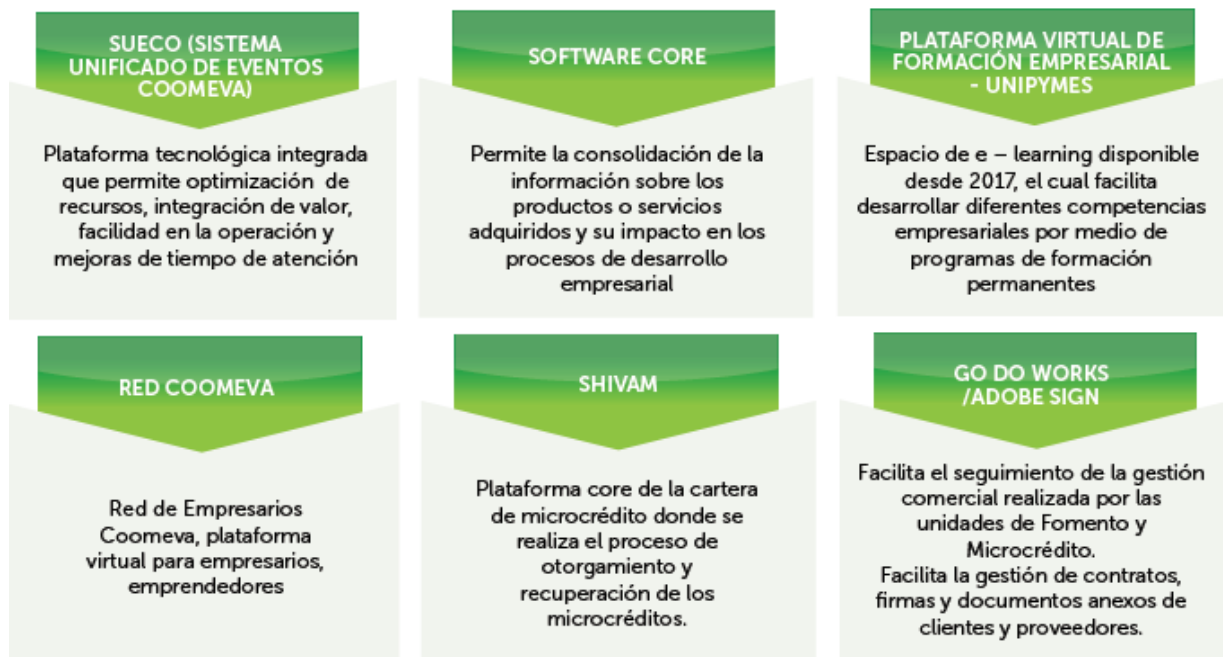 SUECO (SISTEMA
UNIFICADO DE EVENTOS
COOMEVA)
Plataforma tecnológica integrada
que permite optimización de
recursos, integración de valor,
facilidad en la operación y
mejoras de tiempo de atención
SOFTWARE CORE
Permite la consolidación de la
información sobre los
productos o servicios
adquiridos y su impacto en los
procesos de desarrollo
empresarial
PLATAFORMA VIRTUAL DE
FORMACIÓN EMPRESARIAL
- UNIPYMES
Espacio de e – learning disponible
desde 2017, el cual facilita
desarrollar diferentes competencias
empresariales por medio de
programas de formación
permanentes
RED COOMEVA
Red de Empresarios
Coomeva, plataforma
virtual para empresarios,
emprendedores
SHIVAM
Plataforma core de la cartera
de microcrédito donde se
realiza el proceso de
otorgamiento y
recuperación de los
microcréditos.
GO DO WORKS
/ADOBE SIGN
Facilita el seguimiento de la gestión
comercial realizada por las
unidades de Fomento y
Microcrédito.
Facilita la gestión de contratos,
firmas y documentos anexos de
clientes y proveedores.